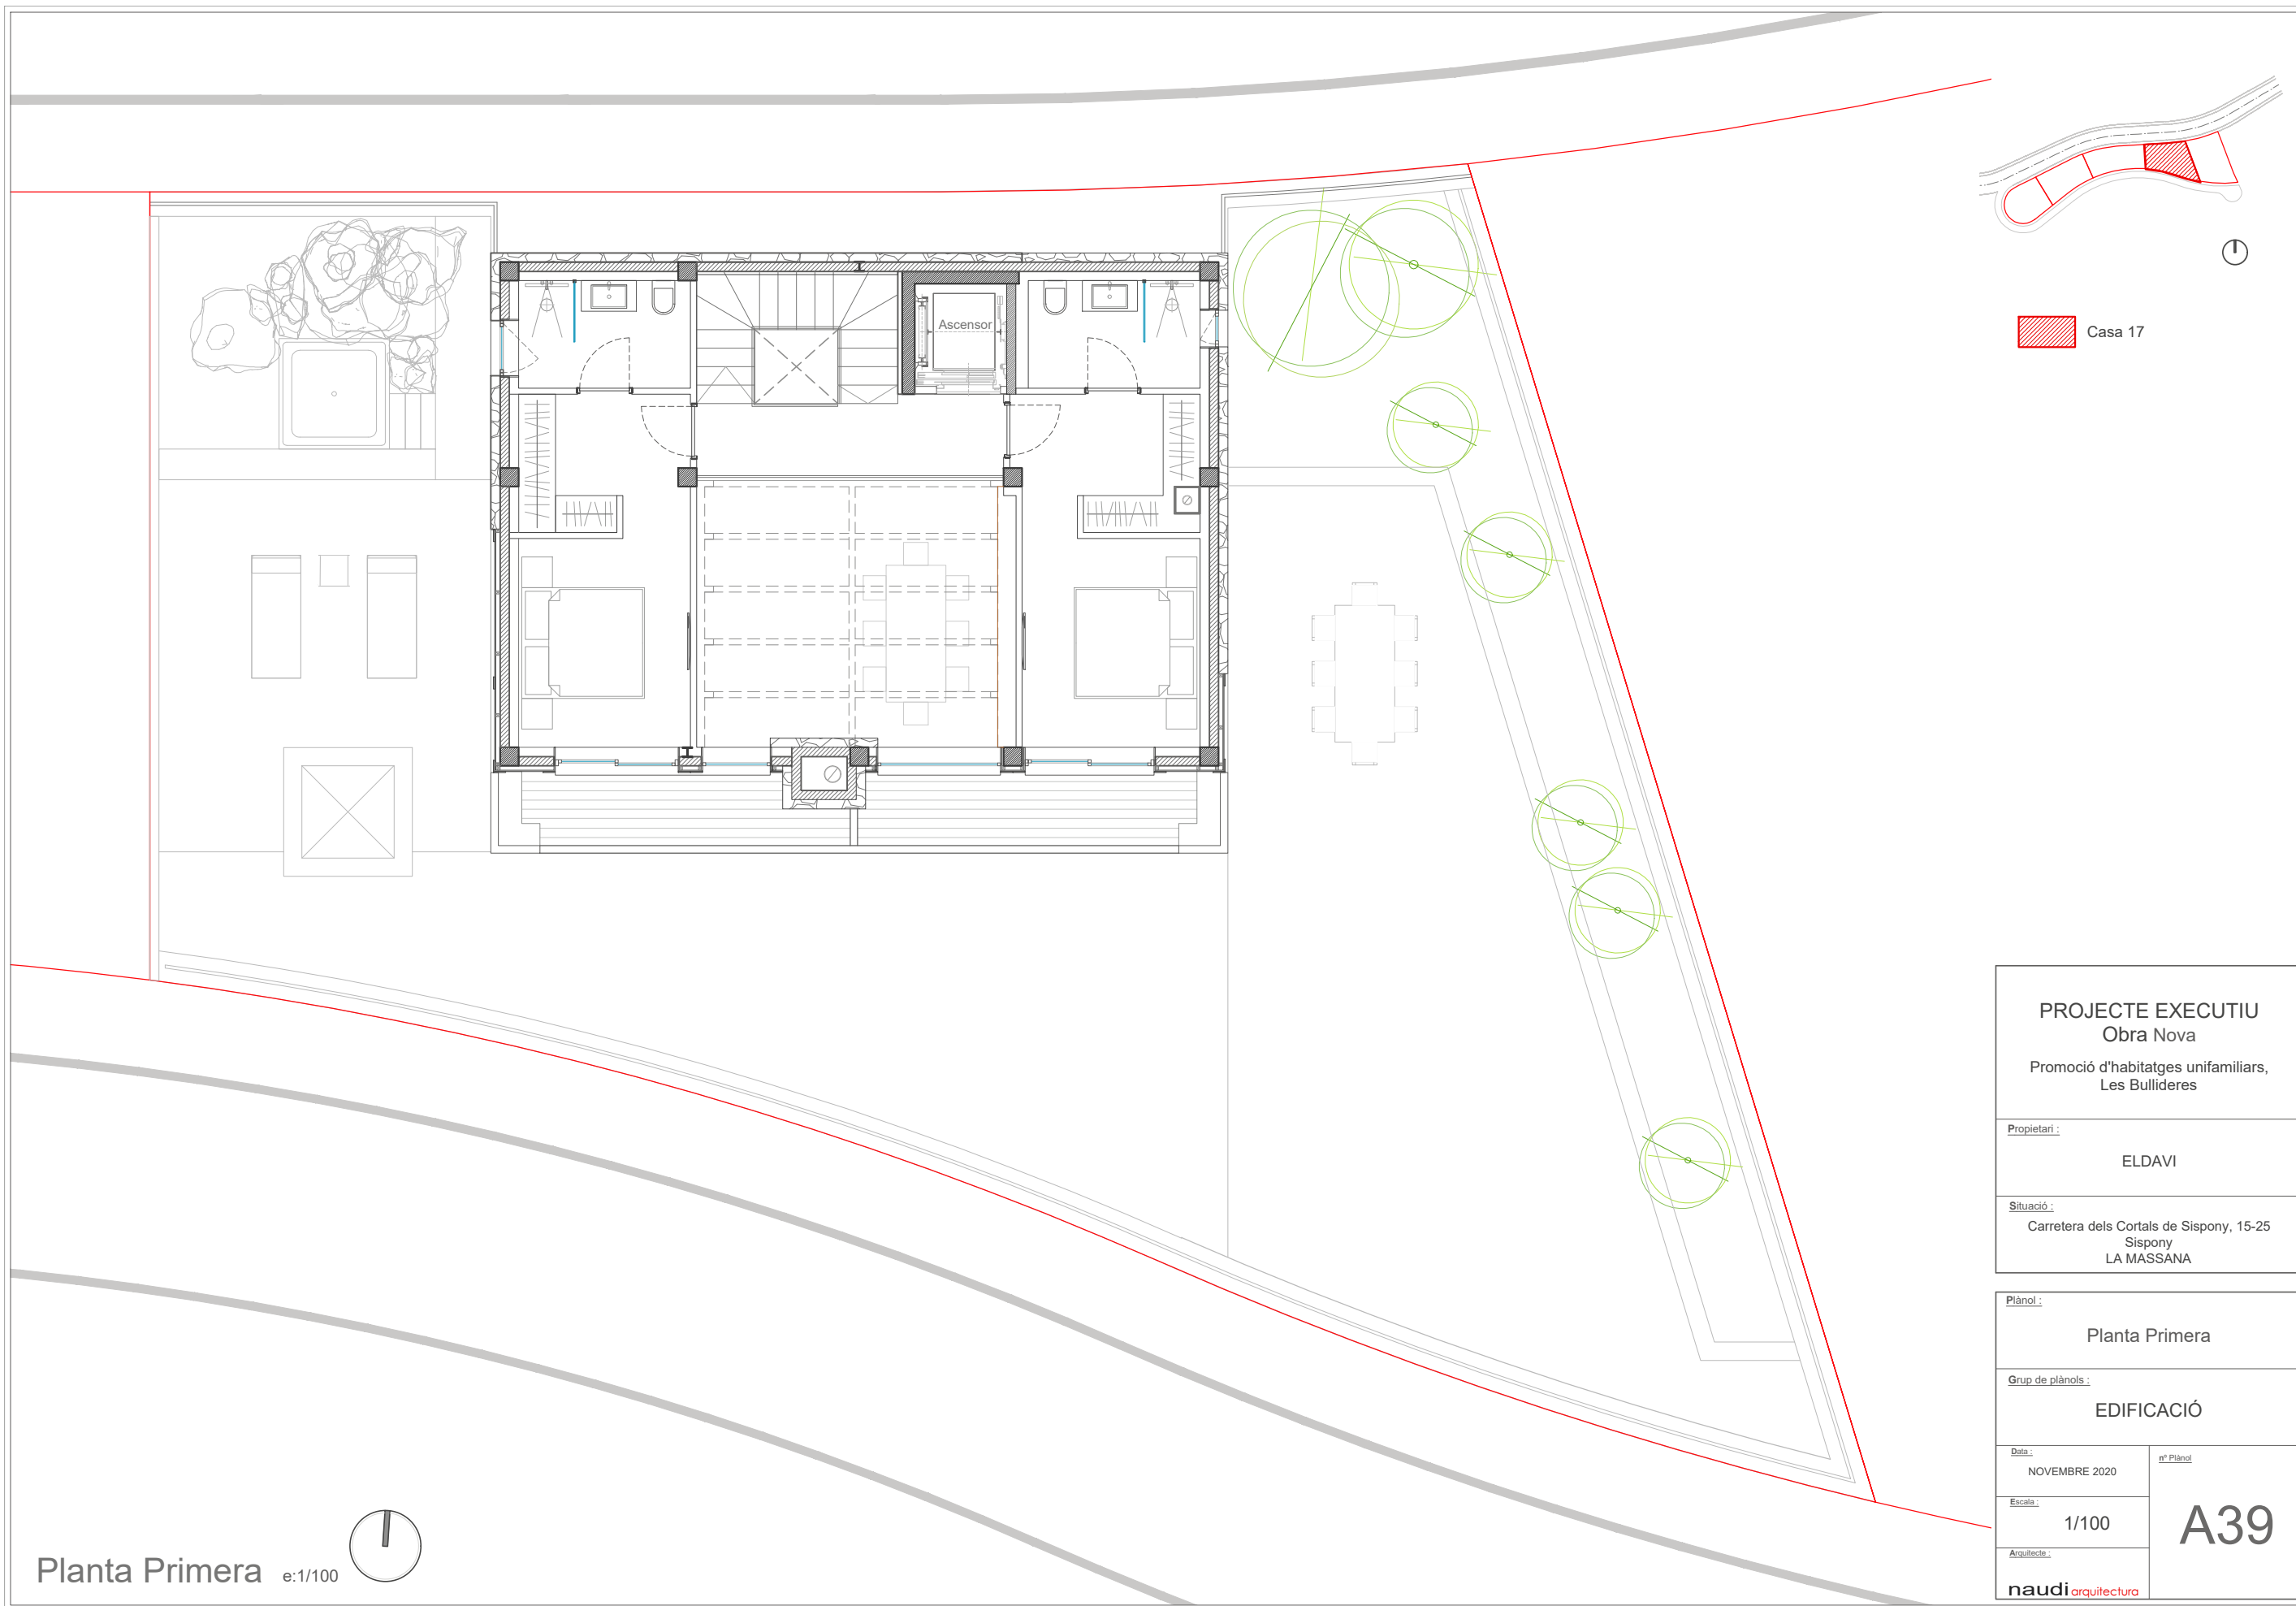 Ascensor
Casa 17
PROJECTE EXECUTIU
Obra Nova
Promoció d'habitatges unifamiliars,
Les Bullideres
Propietari :
ELDAVI
Situació :
Carretera dels Cortals de Sispony, 15-25
Sispony
LA MASSANA
Plànol :
Planta Primera
Grup de plànols :
EDIFICACIÓ
Data :
NOVEMBRE 2020
nº Plànol
Escala :
1/100
A39
Arquitecte :
naudi arquitectura
Planta Primera e:1/100